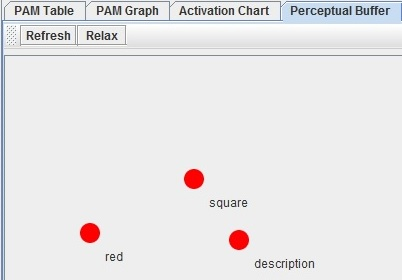 PAM Table PAM Graph Activation Chart Perceptual Buffer
Refresh Relax
square
red
description